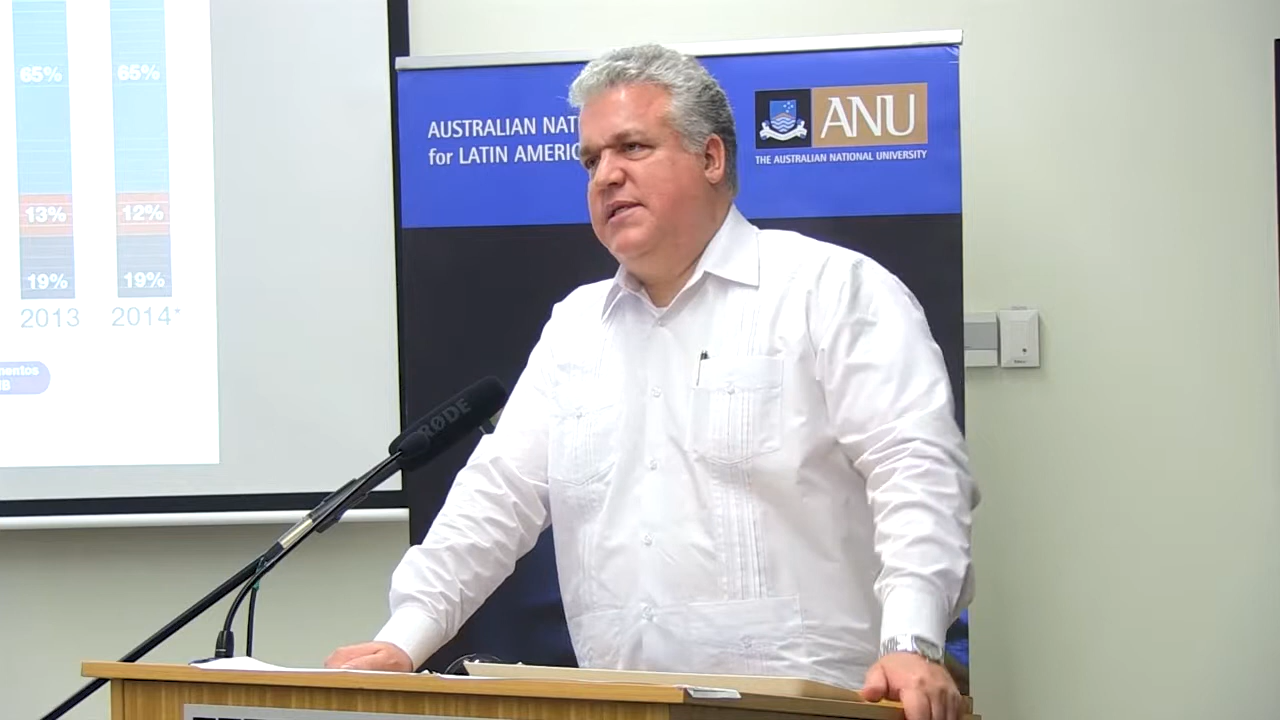 65%
65%
13%
12%
19%
19%
2013
2014*
AUSTRALIAN NAT
for LATIN AMERIC
ANU
THE AUSTRALIAN NATIONAL UNIVERSITY
RØDE